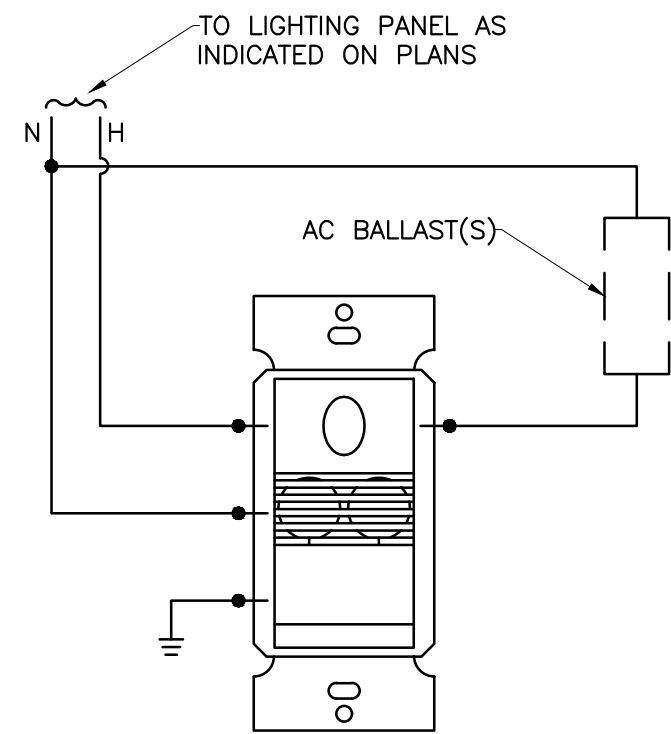 TO LIGHTING PANEL AS
INDICATED ON PLANS
N H
AC BALLAST(S)